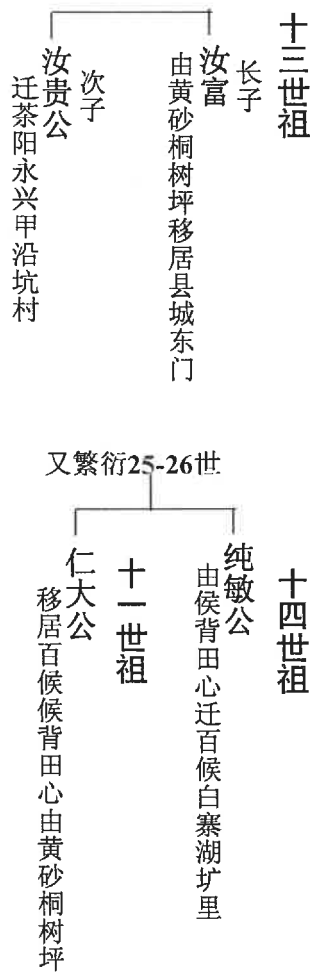 十三世祖
长子
汝富
由黄砂桐树坪移居县城东门
次子
汝贵公
迁茶阳永兴甲沿坑村
又繁衍25-26世
十四世祖
纯敏公
由侯背田心迁百候白寨湖圹里
十一世祖
仁大公
移居百候候背田心由黄砂桐树坪